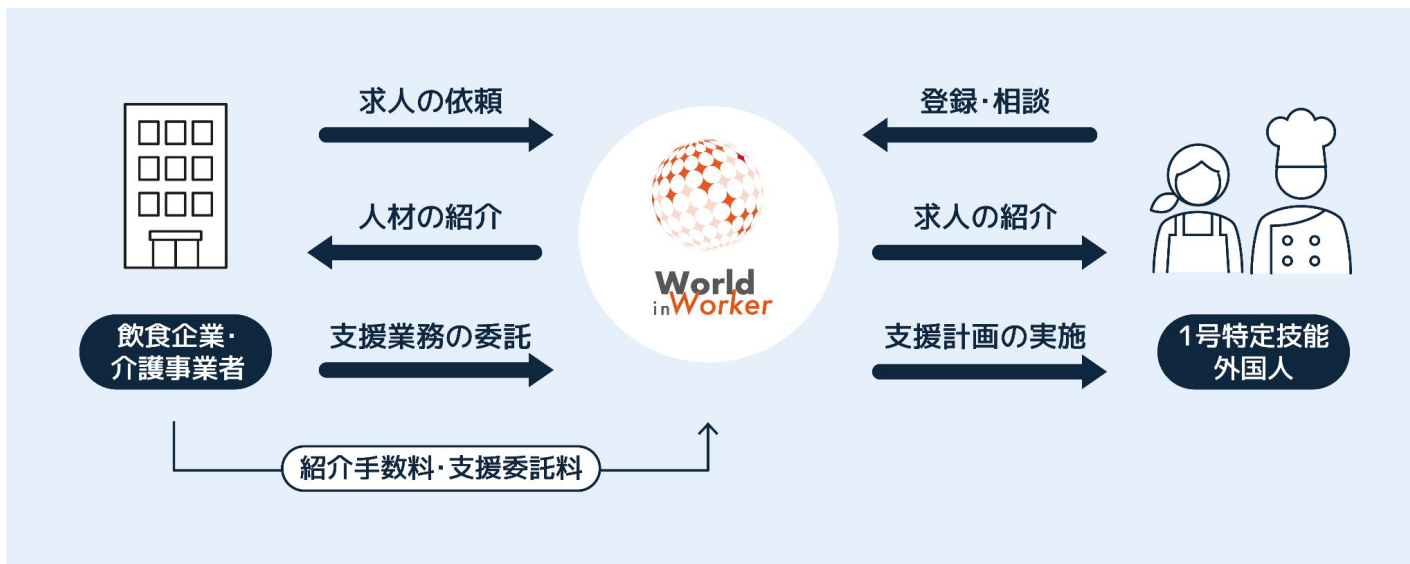 求人の依頼
登録・相談
人材の紹介
求人の紹介
World
inWorker
飲食企業・
介護事業者
支援業務の委託
支援計画の実施
1号特定技能
外国人
紹介手数料・支援委託料